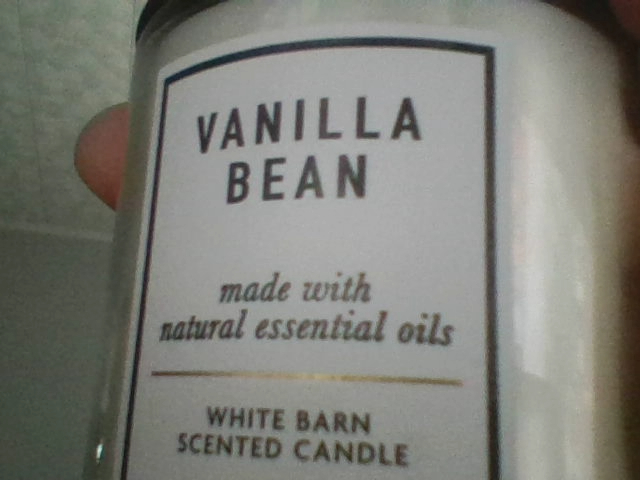 VANILLA
BEAN
made with
natural essential oils
WHITE BARN
SCENTED CANDLE